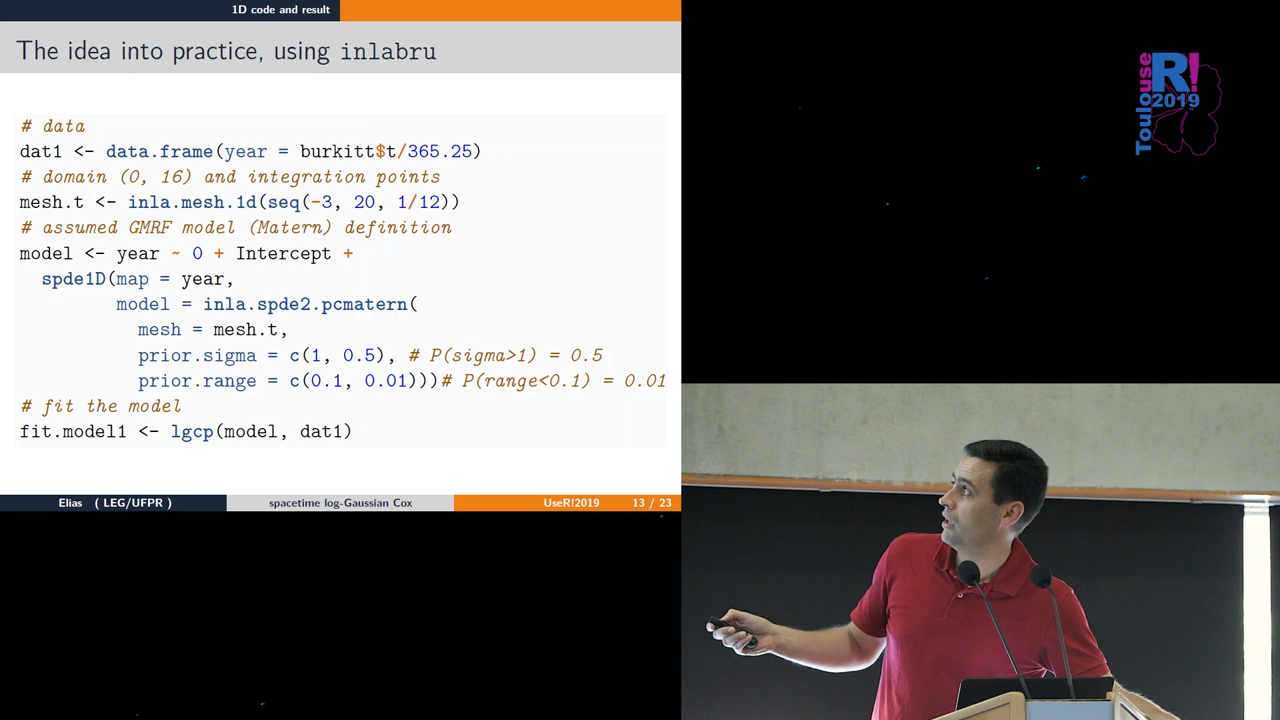 1D code and result
The idea into practice, using inlabru
# data
dat1 <- data.frame(year = burkitt$t/365.25)
# domain (0, 16) and integration points
mesh.t <- inla.mesh.1d(seq(-3, 20, 1/12))
# assumed GMRF model (Matern) definition
model <- year ~ 0 + Intercept +
spde1D(map = year,
model = inla.spde2.pcmatern(
mesh = mesh.t,
prior.sigma = c(1, 0.5), # P(sigma>1) = 0.5
prior.range = c(0.1, 0.01)))# P(range<0.1) = 0.01
# fit the model
fit.model1 <- lgcp(model, dat1)
Elias ( LEG/UFPR )
spacetime log-Gaussian Cox
UseR!2019
13 / 23
Toulouse
R!
2019